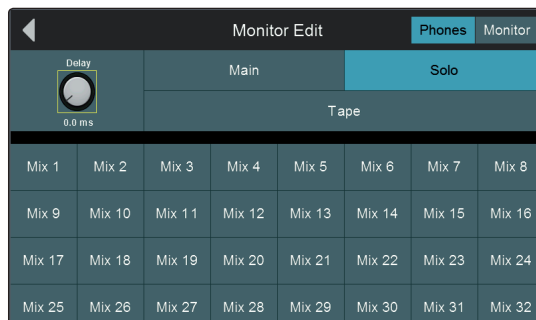 Monitor Edit Phones Monitor
Delay Main Solo
0.0 ms Tape
Mix 1 Mix 2 Mix 3 Mix 4 Mix 5 Mix 6 Mix 7 Mix 8
Mix 9 Mix 10 Mix 11 Mix 12 Mix 13 Mix 14 Mix 15 Mix 16
Mix 17 Mix 18 Mix 19 Mix 20 Mix 21 Mix 22 Mix 23 Mix 24
Mix 25 Mix 26 Mix 27 Mix 28 Mix 29 Mix 30 Mix 31 Mix 32